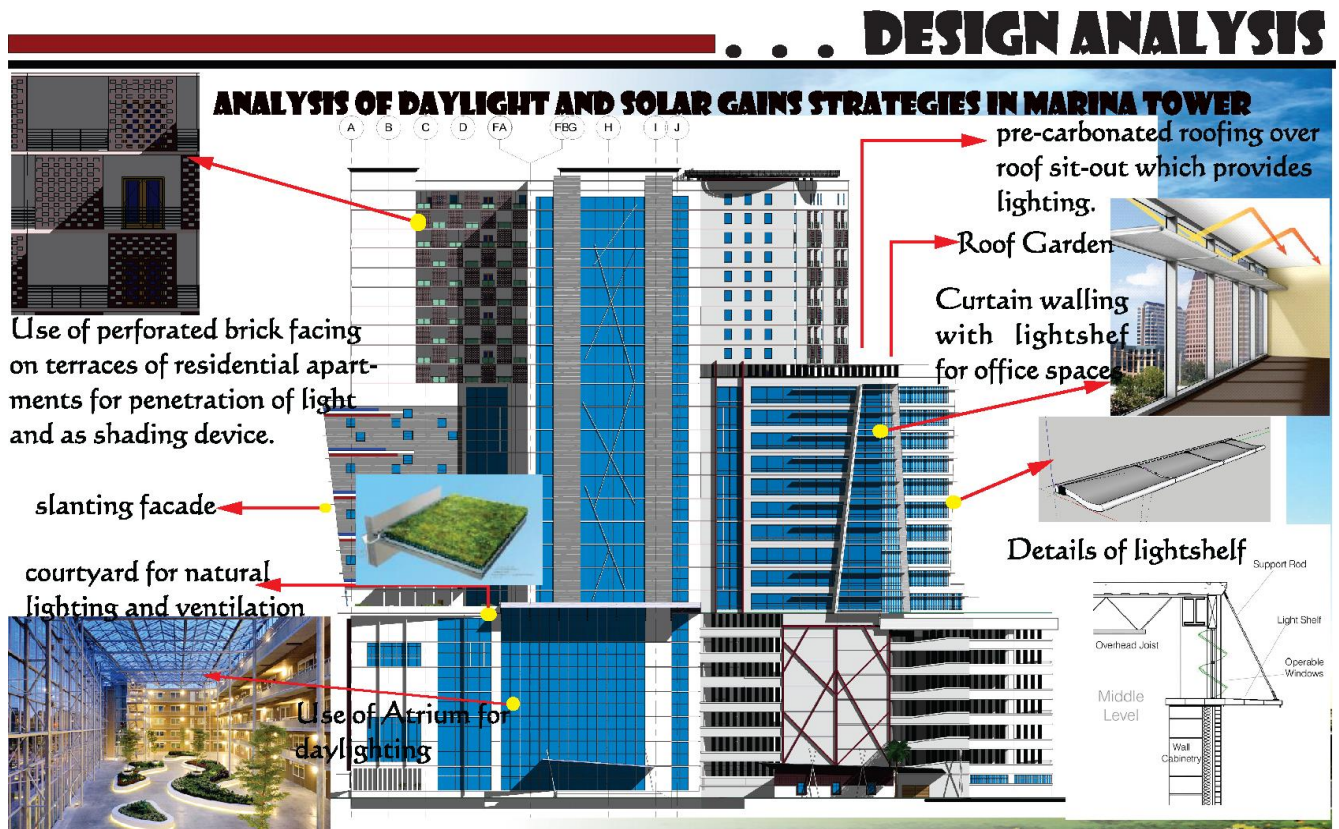 DESIGN ANALYSIS
ANALYSIS OF DAYLIGHT AND SOLAR GAINS STRATEGIES IN MARINA TOWER
A B C D FA FB G H I J
pre-carbonated roofing over
roof sit-out which provides
lighting.
Roof Garden
Curtain walling
with lightshef
for office spaces
Use of perforated brick facing
on terraces of residential apart-
ments for penetration of light
and as shading device.
slanting facade
courtyard for natural
lighting and ventilation
Use of Atrium for
daylighting
Details of lightshelf
Support Rod
Light Shelf
Overhead Joist
Operable
Windows
Middle
Level
Wall
Cabinetry